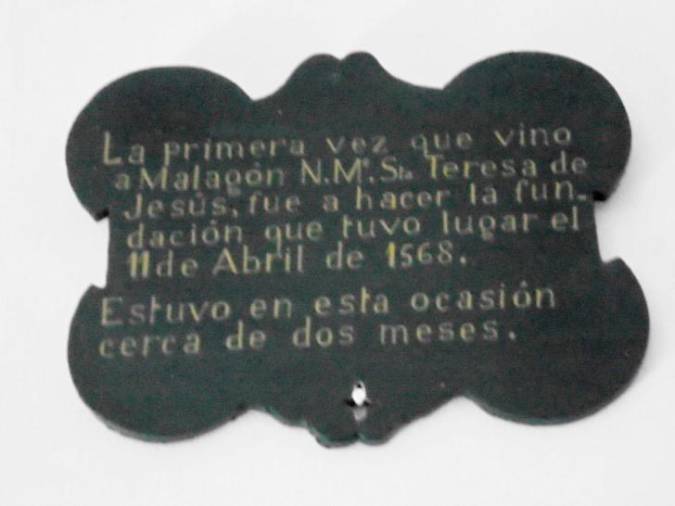 La primera vez que vino
a Malagón N.Mª. Sta Teresa de
Jesús, fue a hacer la fun-
dación que tuvo lugar el
11 de Abril de 1568.
Estuvo en esta ocasión
cerca de dos meses.